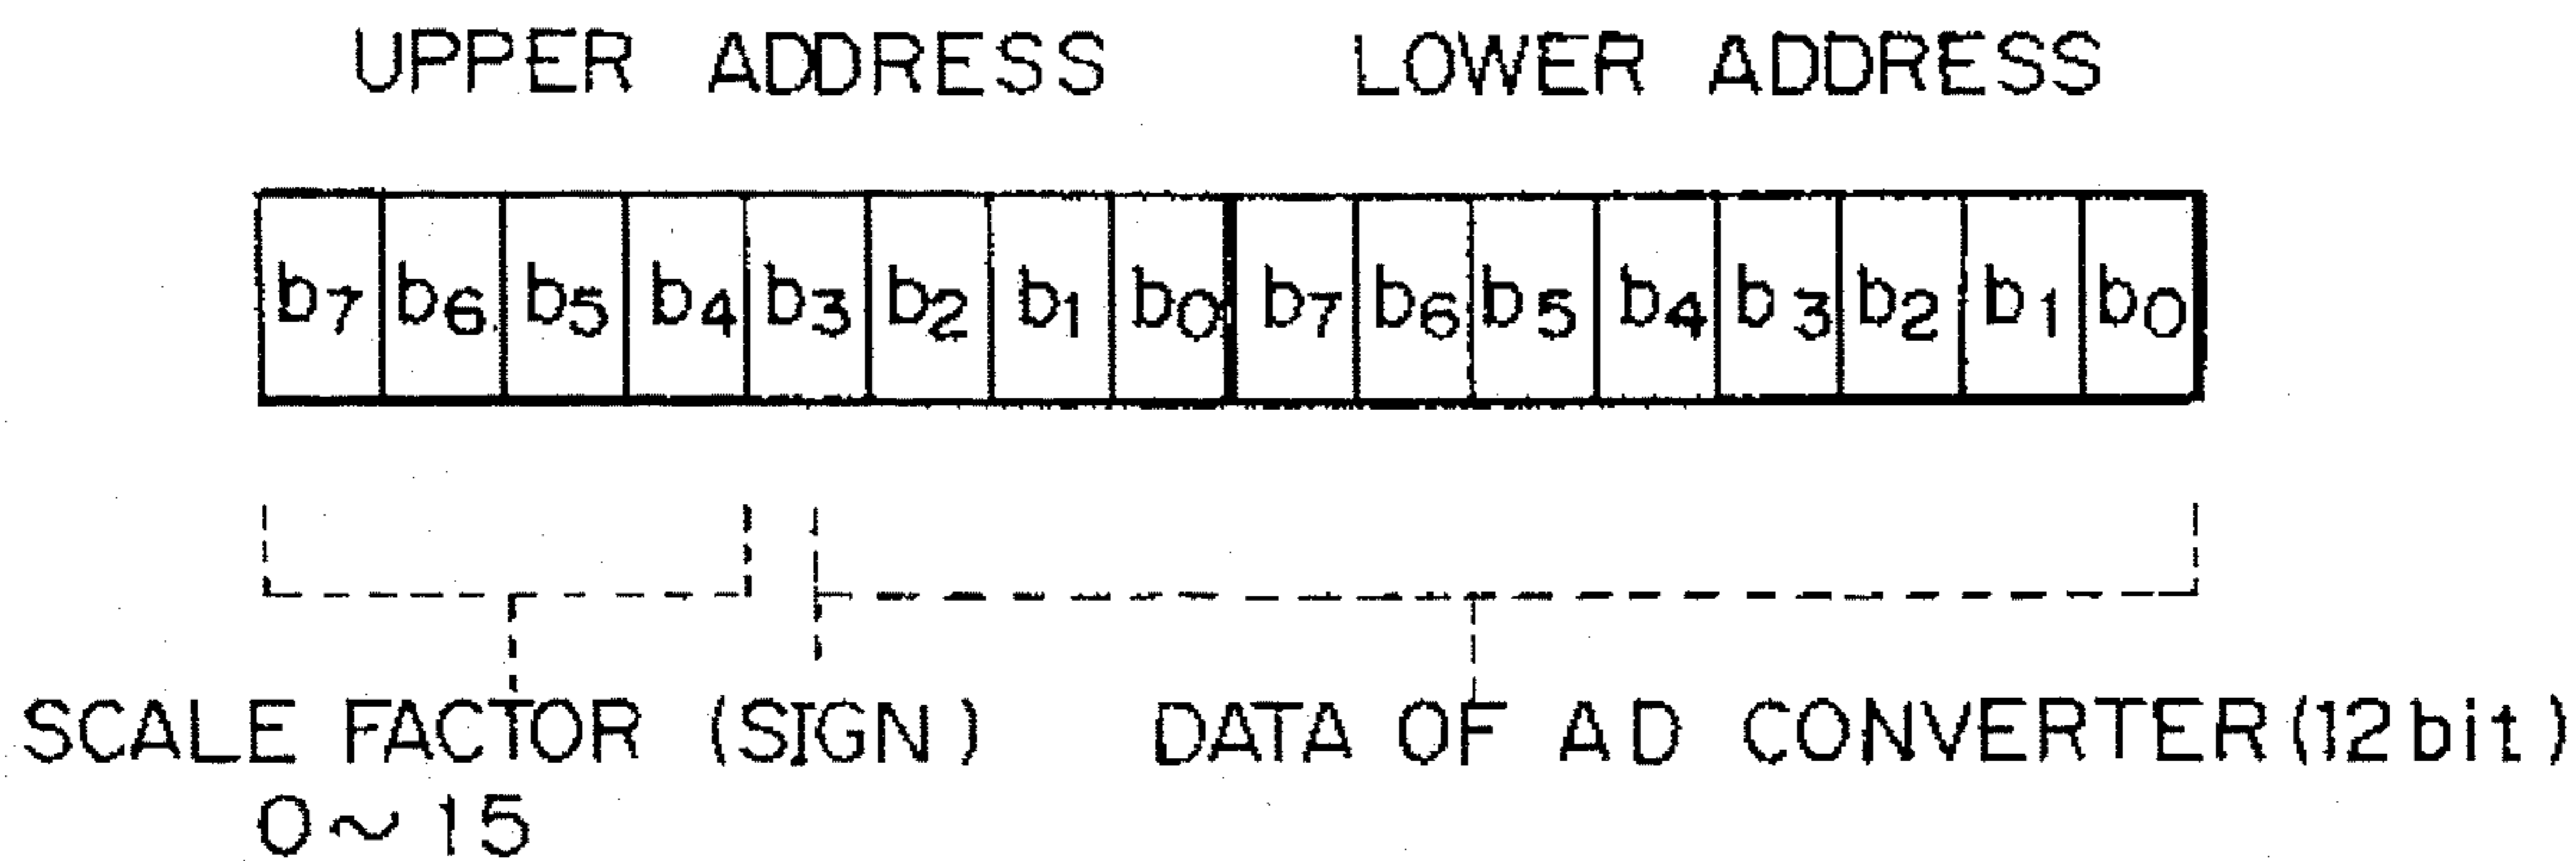 UPPER ADDRESS LOWER ADDRESS
b7 b6 b5 b4 b3 b2 b1 b0 b7 b6 b5 b4 b3 b2 b1 b0
SCALE FACTOR (SIGN) DATA OF AD CONVERTER (12bit)
0~15